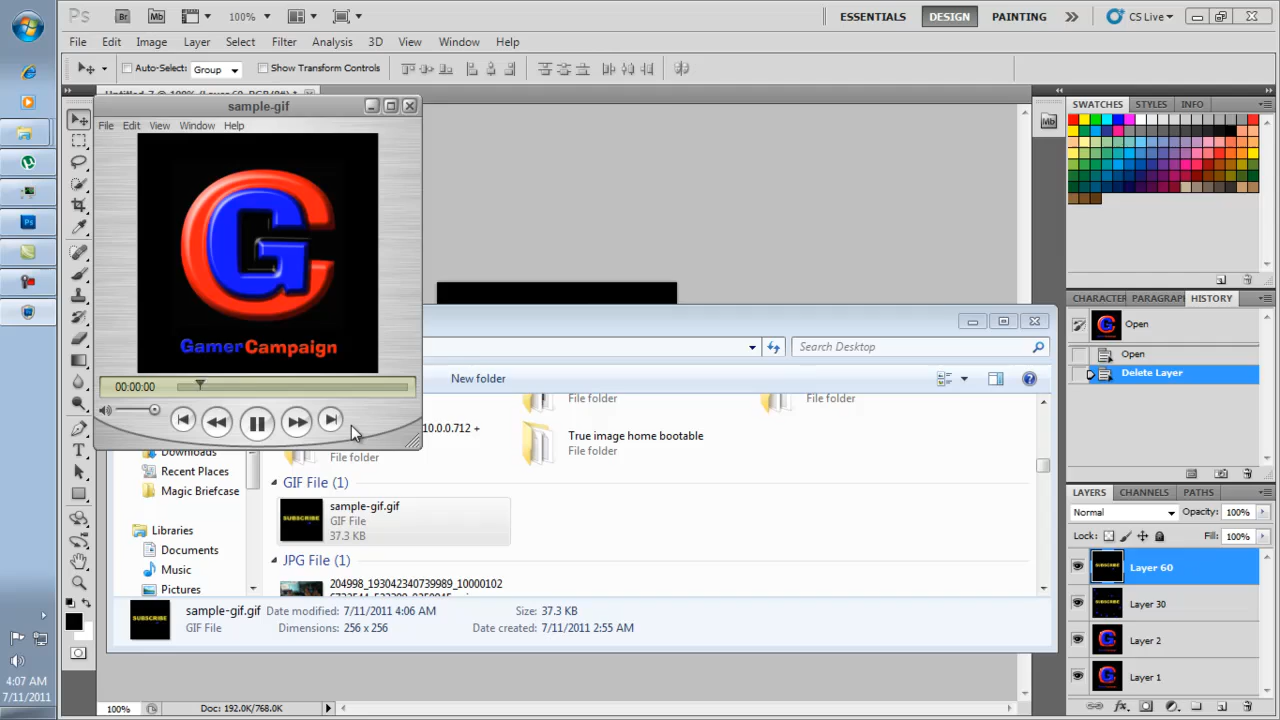 Ps Br Mb 100% ESSENTIALS DESIGN PAINTING CS Live
File Edit Image Layer Select Filter Analysis 3D View Window Help
Auto-Select: Group Show Transform Controls
sample-gif
File Edit View Window Help
GamerCampaign
00:00:00
Search Desktop
New folder
File folder
File folder
10.0.0.712 +
File folder
True image home bootable
File folder
GIF File (1)
sample-gif.gif
GIF File
37.3 KB
JPG File (1)
204998_193042340739989_10000102
Downloads
Recent Places
Magic Briefcase
Libraries
Documents
Music
Pictures
sample-gif.gif Date modified: 7/11/2011 4:06 AM Size: 37.3 KB
GIF File Dimensions: 256 x 256 Date created: 7/11/2011 2:55 AM
SUBSCRIBE
SWATCHES STYLES INFO
Mb
CHARACTER PARAGRAPH HISTORY
Open
Open
Delete Layer
LAYERS CHANNELS PATHS
Normal Opacity: 100%
Lock: Fill: 100%
Layer 60
Layer 30
Layer 2
Layer 1
100% Doc: 192.0K/768.0K
4:07 AM
7/11/2011